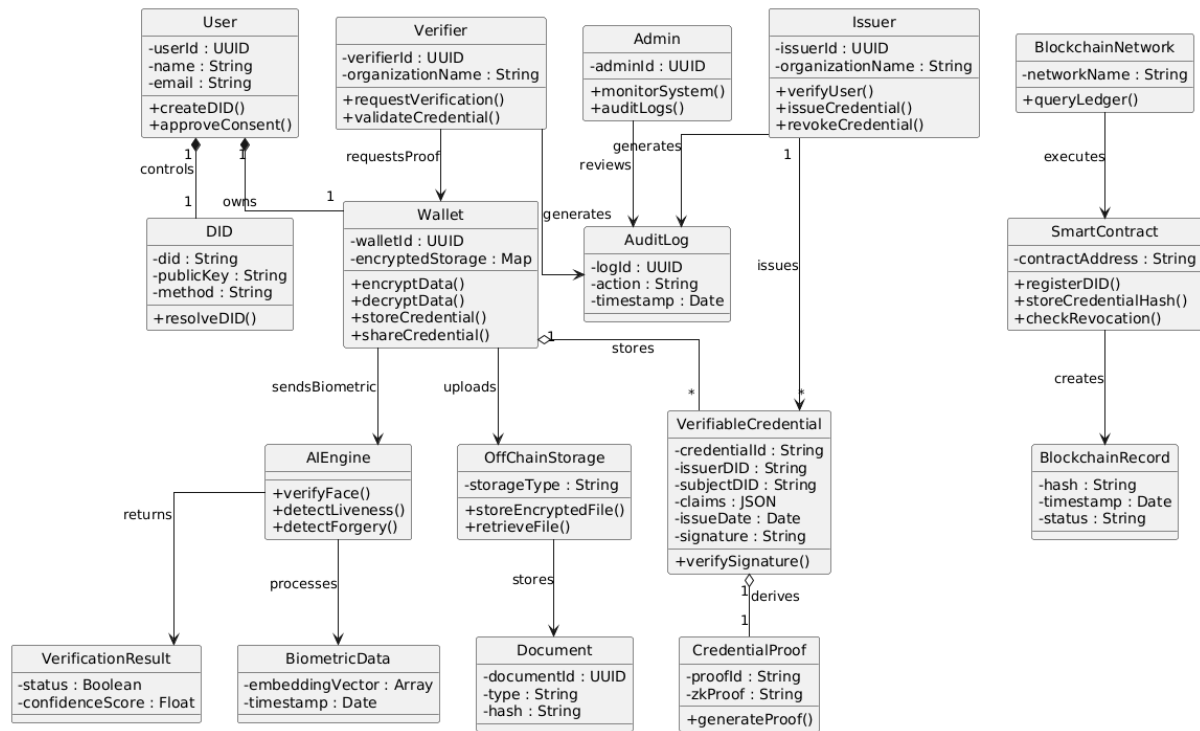 User
-userId : UUID
-name : String
-email : String
+createDID()
+approveConsent()
Verifier
-verifierId : UUID
-organizationName : String
+requestVerification()
+validateCredential()
Admin
-adminId : UUID
+monitorSystem()
+auditLogs()
Issuer
-issuerId : UUID
-organizationName : String
+verifyUser()
+issueCredential()
+revokeCredential()
BlockchainNetwork
-networkName : String
+queryLedger()
1
1
controls
1
owns
1
requestsProof
generates
reviews
generates
1
issues
*
executes
DID
-did : String
-publicKey : String
-method : String
+resolveDID()
Wallet
-walletId : UUID
-encryptedStorage : Map
+encryptData()
+decryptData()
+storeCredential()
+shareCredential()
AuditLog
-logId : UUID
-action : String
-timestamp : Date
SmartContract
-contractAddress : String
+registerDID()
+storeCredentialHash()
+checkRevocation()
sendsBiometric
uploads
1
stores
*
creates
AIEngine
+verifyFace()
+detectLiveness()
+detectForgery()
OffChainStorage
-storageType : String
+storeEncryptedFile()
+retrieveFile()
VerifiableCredential
-credentialId : String
-issuerDID : String
-subjectDID : String
-claims : JSON
-issueDate : Date
-signature : String
+verifySignature()
BlockchainRecord
-hash : String
-timestamp : Date
-status : String
returns
processes
stores
1
derives
1
VerificationResult
-status : Boolean
-confidenceScore : Float
BiometricData
-embeddingVector : Array
-timestamp : Date
Document
-documentId : UUID
-type : String
-hash : String
CredentialProof
-proofId : String
-zkProof : String
+generateProof()